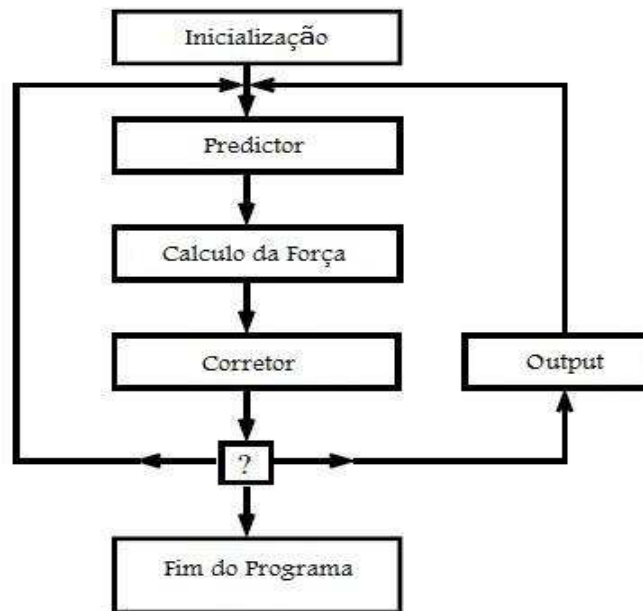 Inicialização
Predictor
Calculo da Força
Corretor
Output
?
Fim do Programa